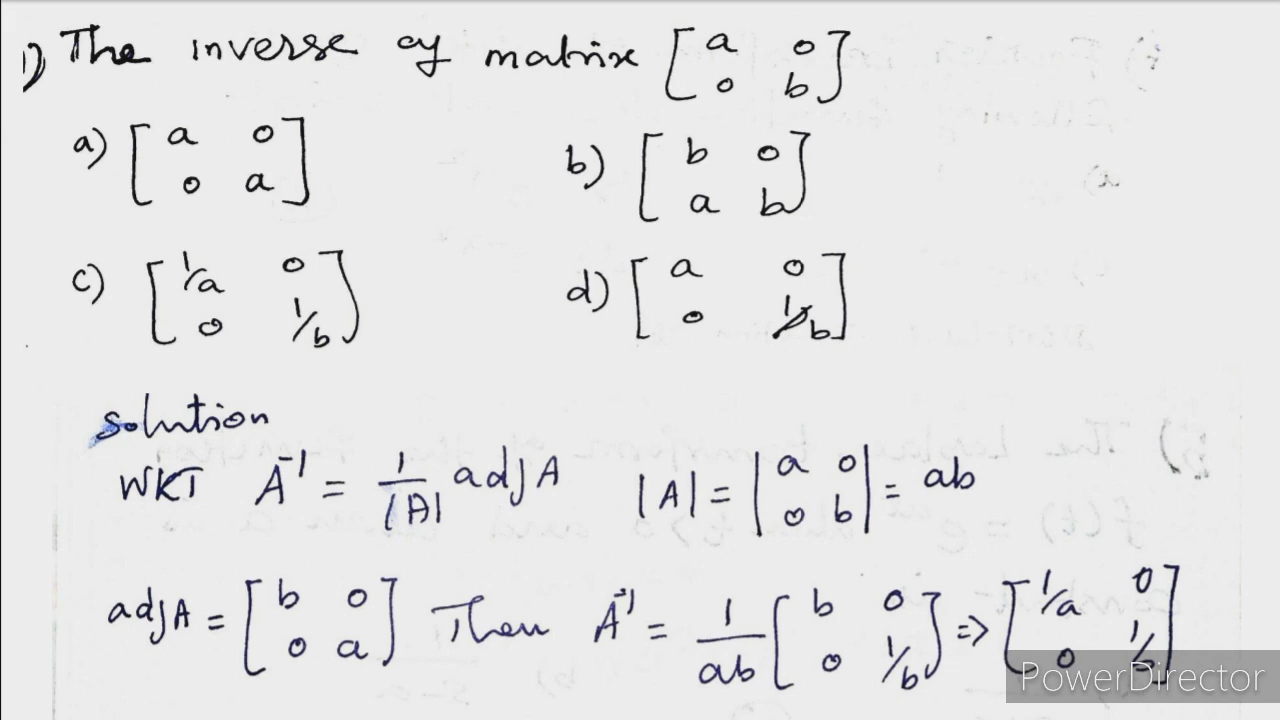 1) The inverse of matrix [a 0 0 b]
a) [a 0 0 a] b) [b 0 a b]
c) [1/a 0 0 1/b] d) [a 0 0 1/b]
solution
WKT A⁻¹ = 1/|A| adj A |A| = |a 0 0 b| = ab
adj A = [b 0 0 a] Then A⁻¹ = 1/ab [b 0 0 1/b] => [1/a 0 0 1/]
PowerDirector